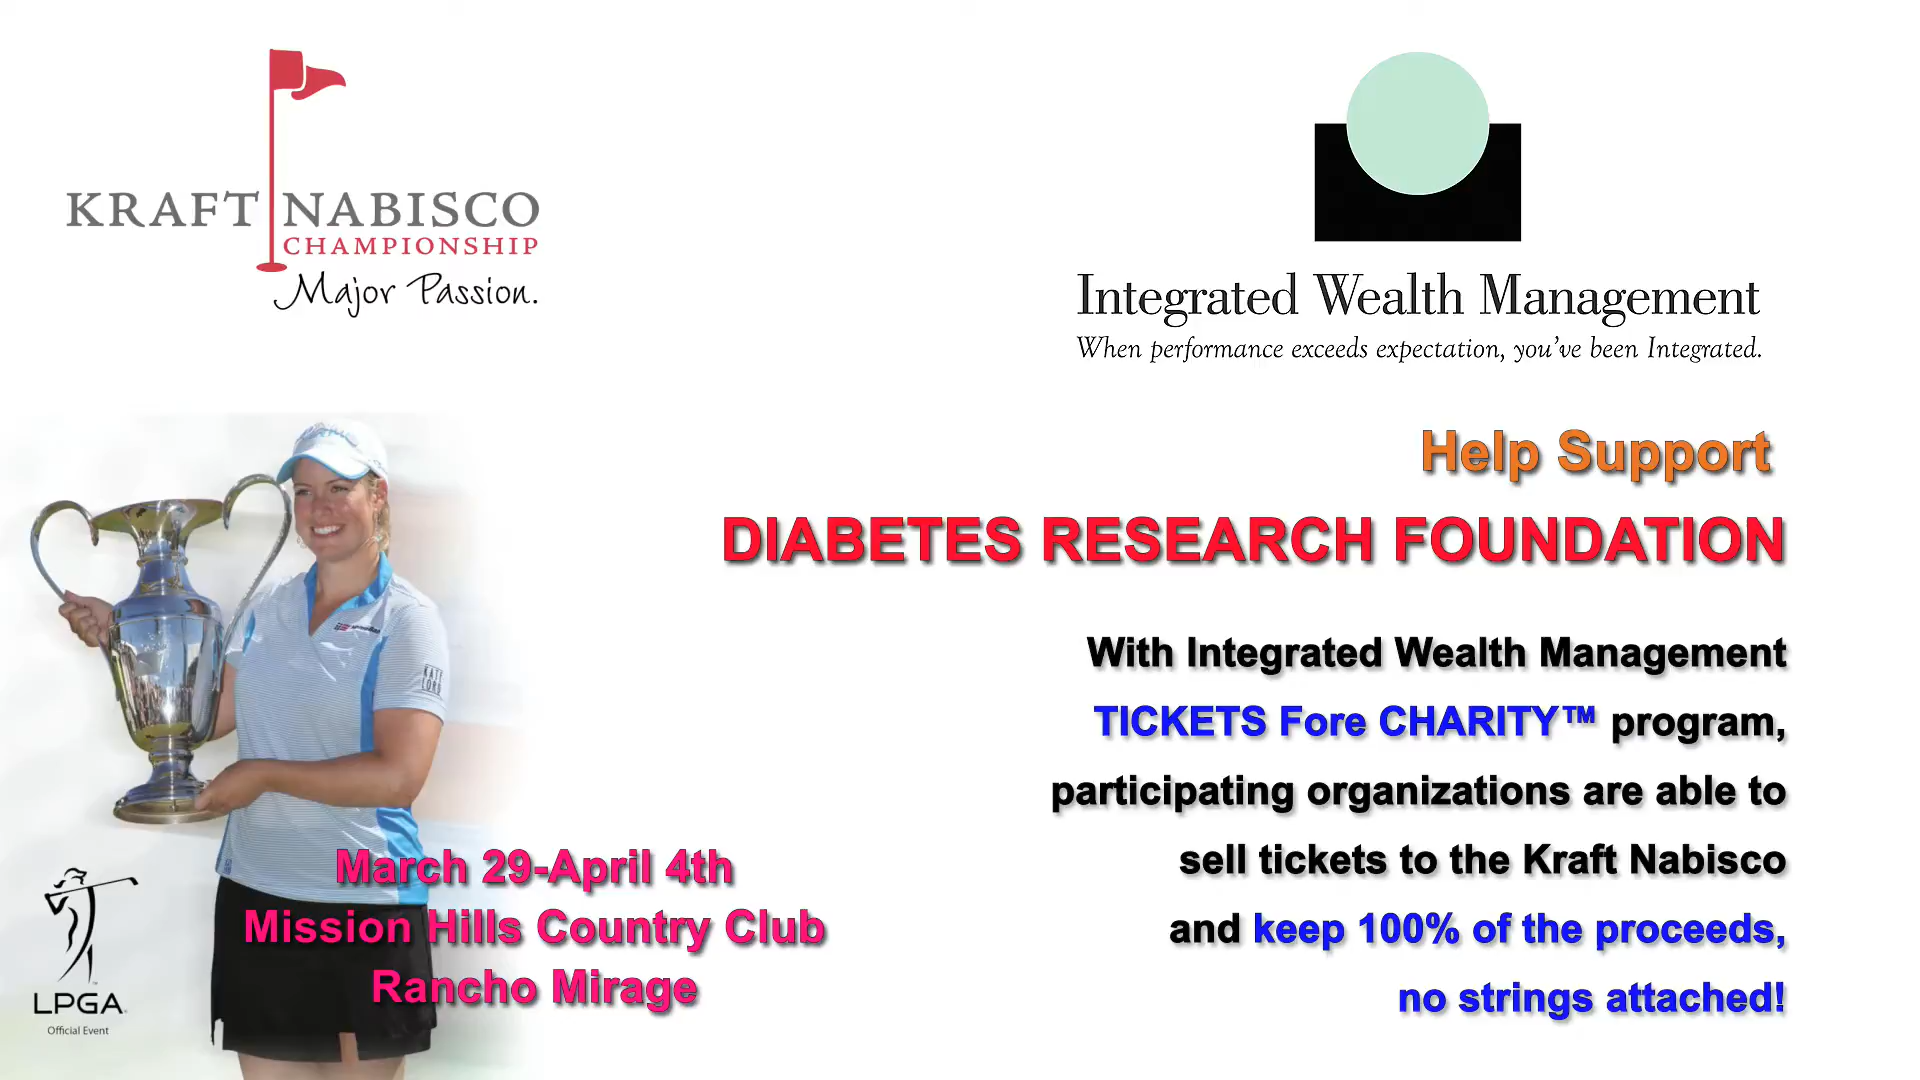 KRAFT NABISCO
CHAMPIONSHIP
Major Passion.
Integrated Wealth Management
When performance exceeds expectation, you've been Integrated.
Help Support
DIABETES RESEARCH FOUNDATION
With Integrated Wealth Management
TICKETS Fore CHARITY™ program,
participating organizations are able to
sell tickets to the Kraft Nabisco
and keep 100% of the proceeds,
no strings attached!
KATE
LORD
March 29-April 4th
Mission Hills Country Club
Rancho Mirage
LPGA
Official Event